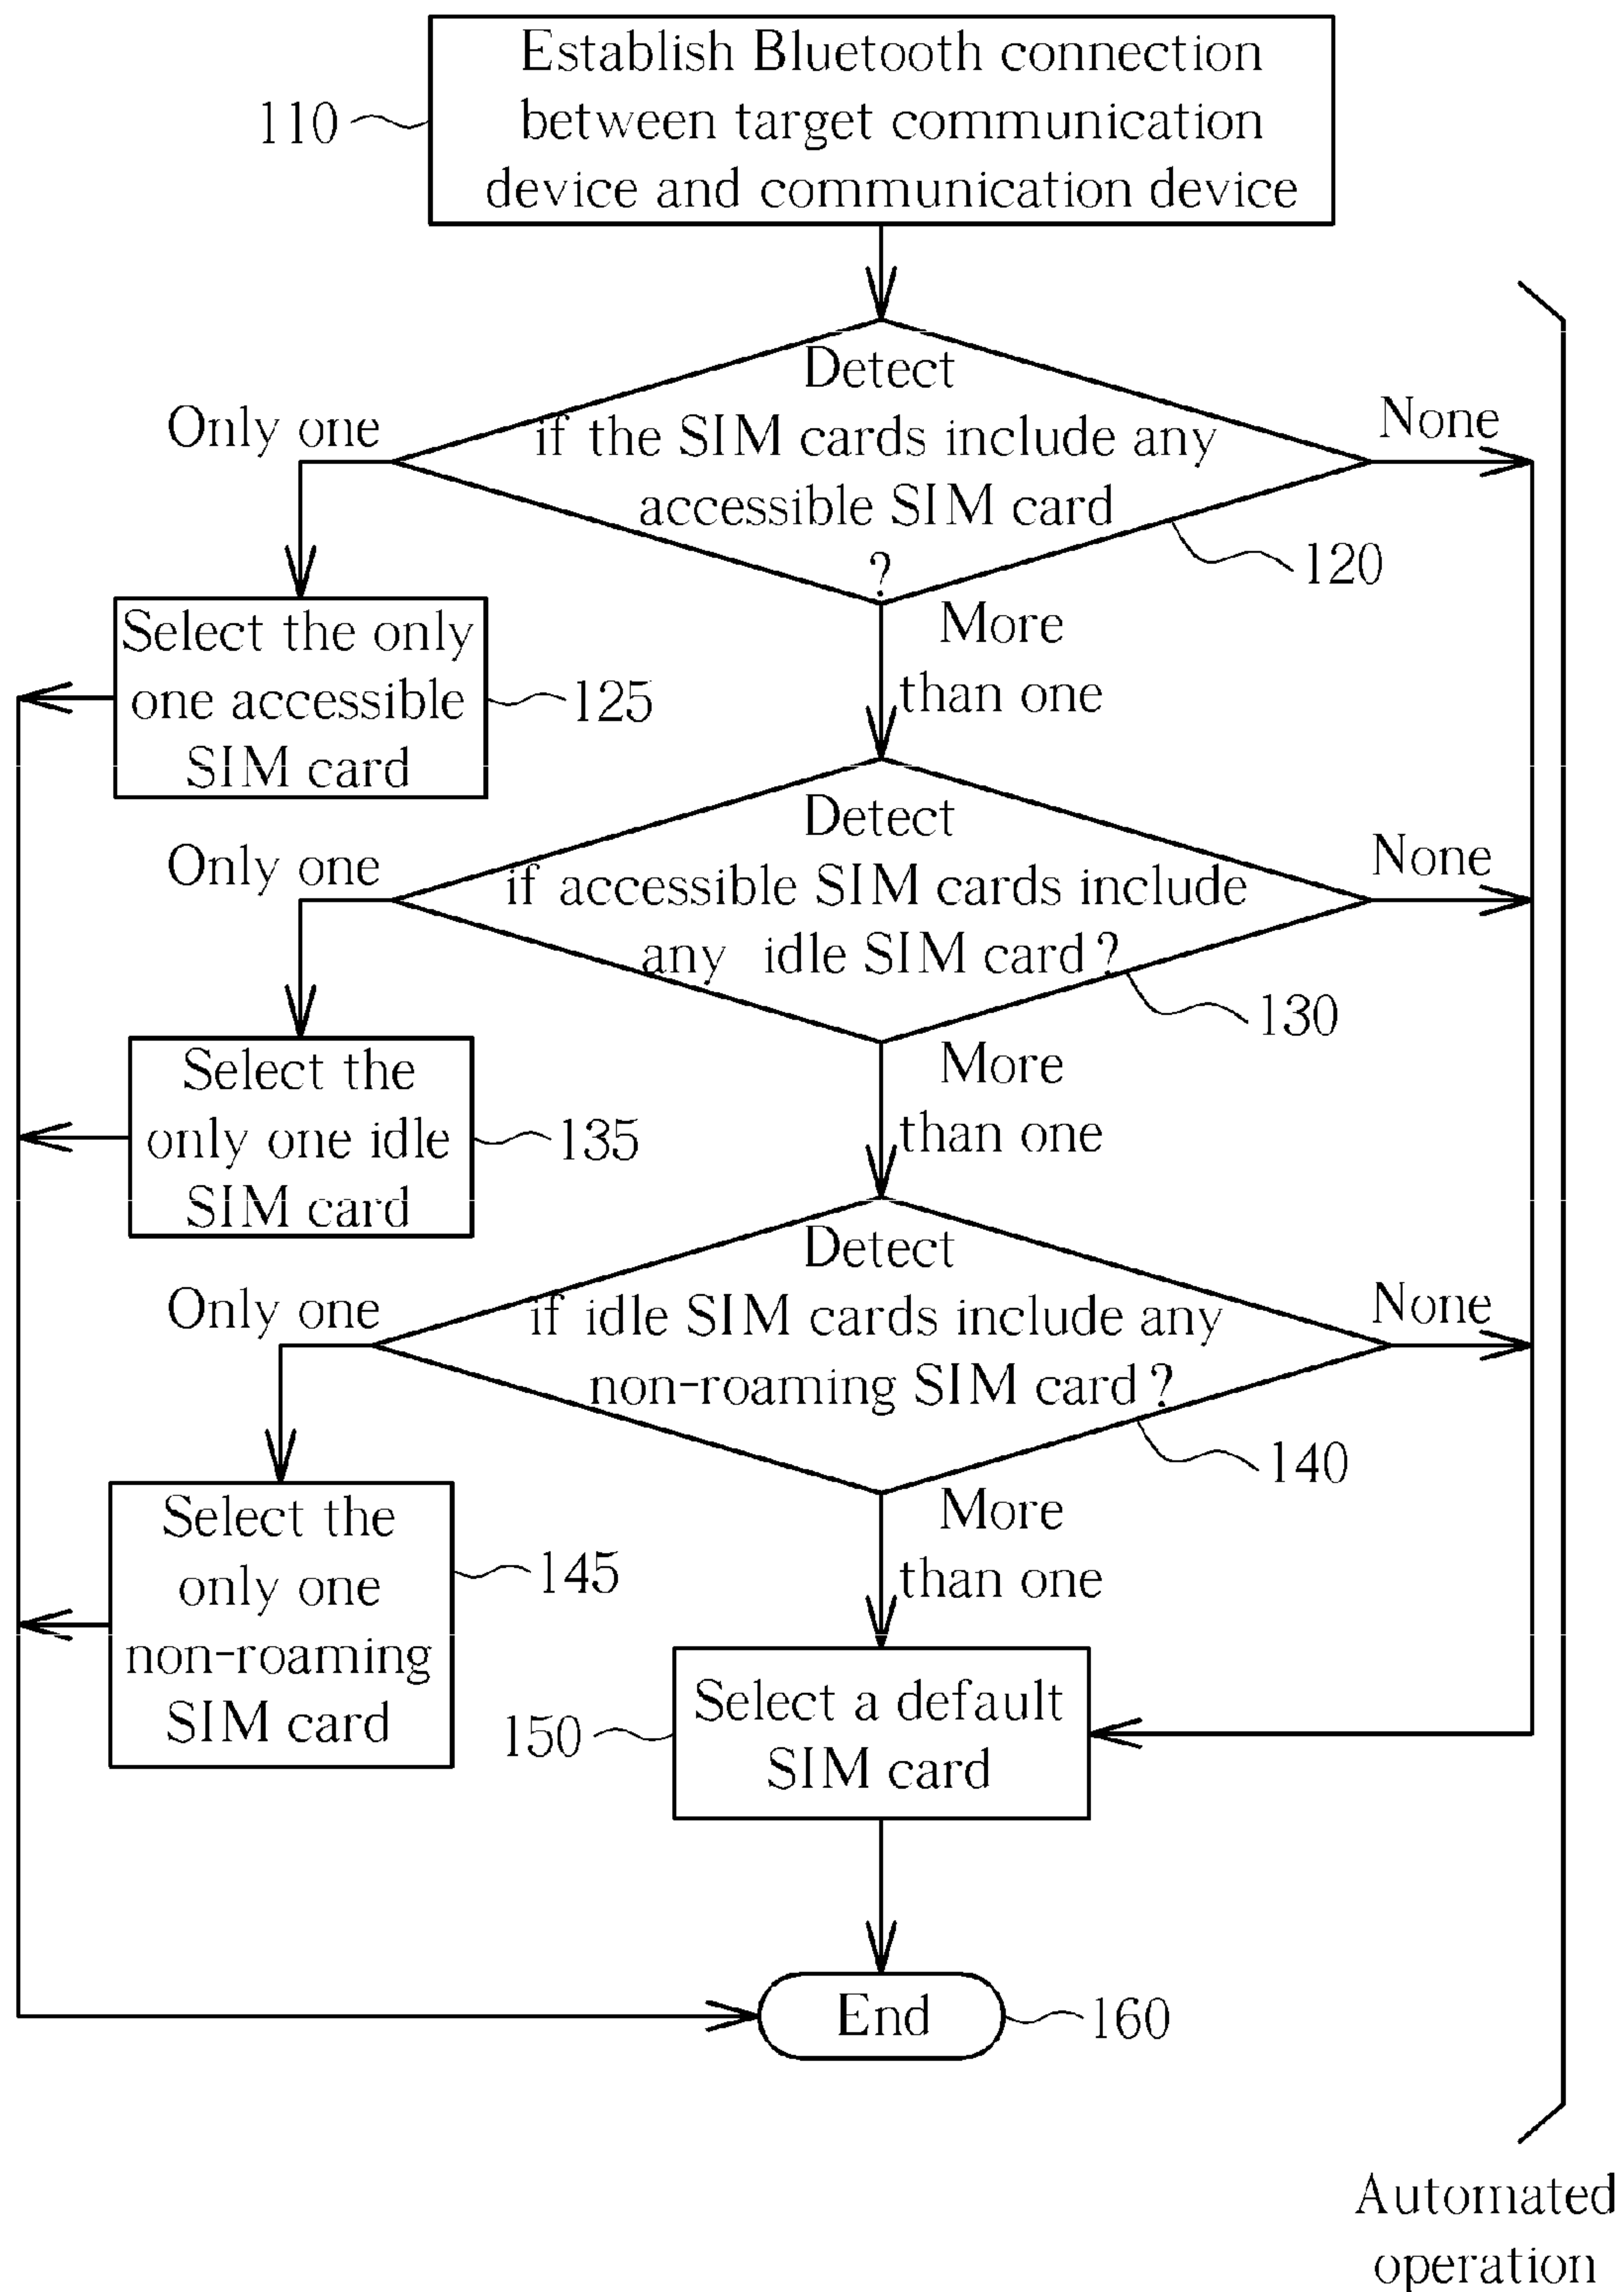 Establish Bluetooth connection
between target communication
device and communication device
110
Detect
if the SIM cards include any
accessible SIM card
?
120
Only one
None
More
than one
Select the only
one accessible
SIM card
125
Detect
if accessible SIM cards include
any idle SIM card?
130
Only one
None
More
than one
Select the
only one idle
SIM card
135
Detect
if idle SIM cards include any
non-roaming SIM card?
140
Only one
None
More
than one
Select the
only one
non-roaming
SIM card
145
Select a default
SIM card
150
End
160
Automated
operation